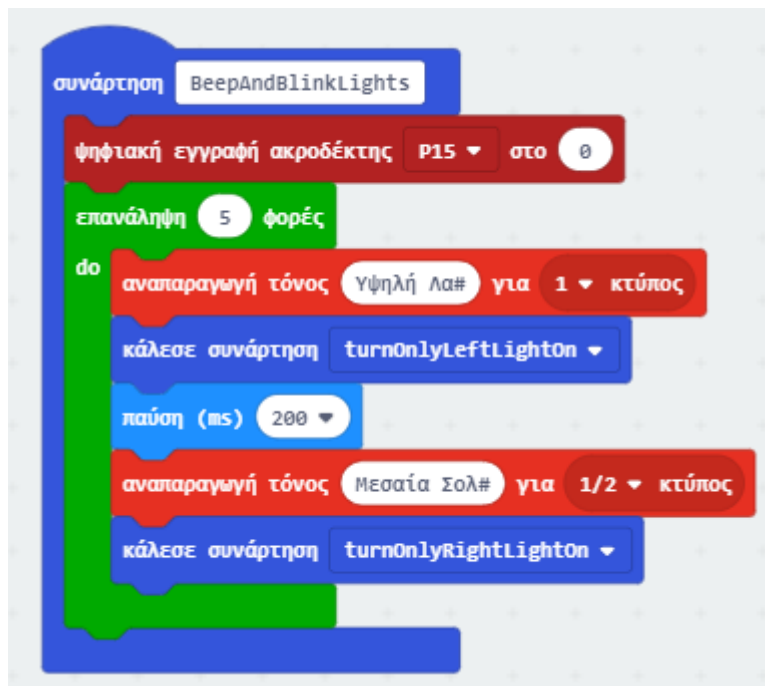 συνάρτηση BeepAndBlinkLights
ψηφιακή εγγραφή ακροδέκτης P15 στο 0
επανάληψη 5 φορές
do
αναπαραγωγή τόνος Υψηλή Λα# για 1 κτύπος
κάλεσε συνάρτηση turnOnlyLeftLightOn
παύση (ms) 200
αναπαραγωγή τόνος Μεσαία Σολ# για 1/2 κτύπος
κάλεσε συνάρτηση turnOnlyRightLightOn